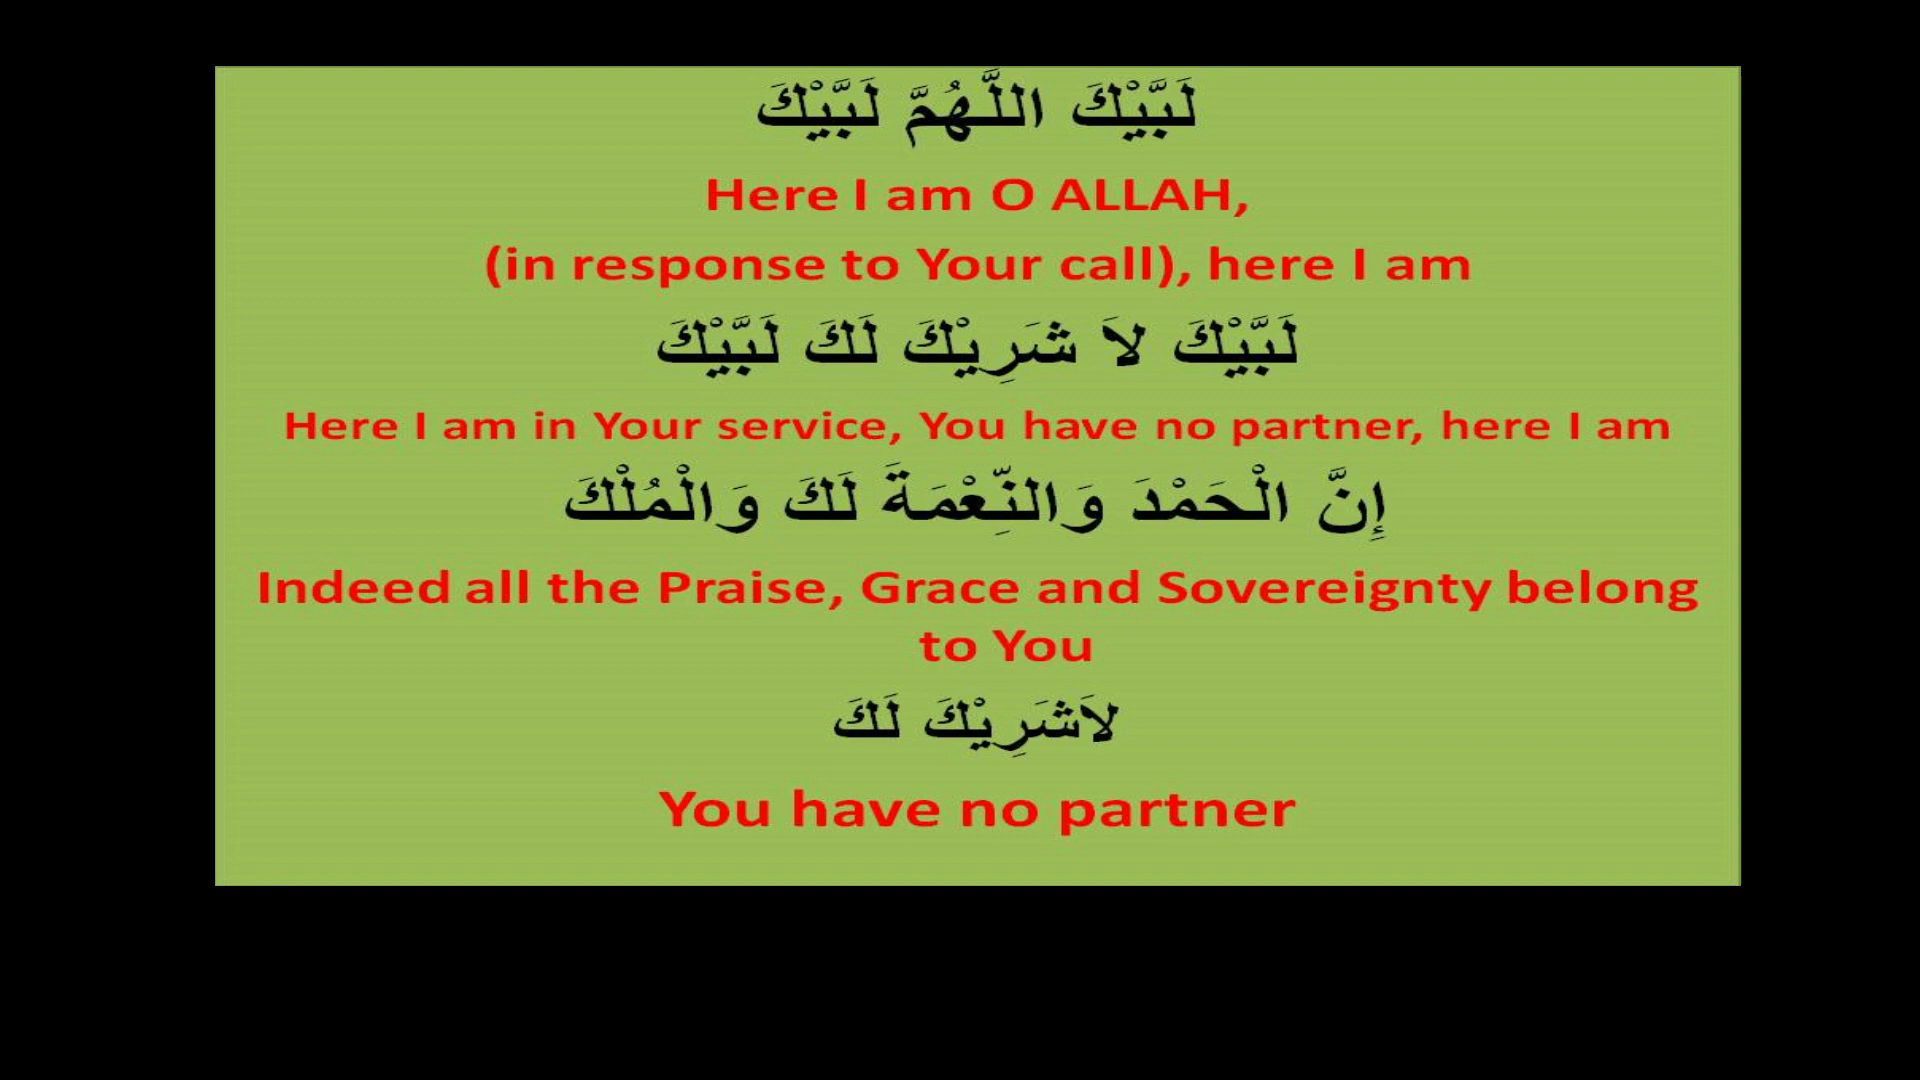 لَبَّيْكَ اللَّهُمَّ لَبَّيْكَ
Here I am O ALLAH,
(in response to Your call), here I am
لَبَّيْكَ لاَ شَرِيْكَ لَكَ لَبَّيْكَ
Here I am in Your service, You have no partner, here I am
إِنَّ الْحَمْدَ وَالنِّعْمَةَ لَكَ وَالْمُلْكَ
Indeed all the Praise, Grace and Sovereignty belong
to You
لاَشَرِيْكَ لَكَ
You have no partner